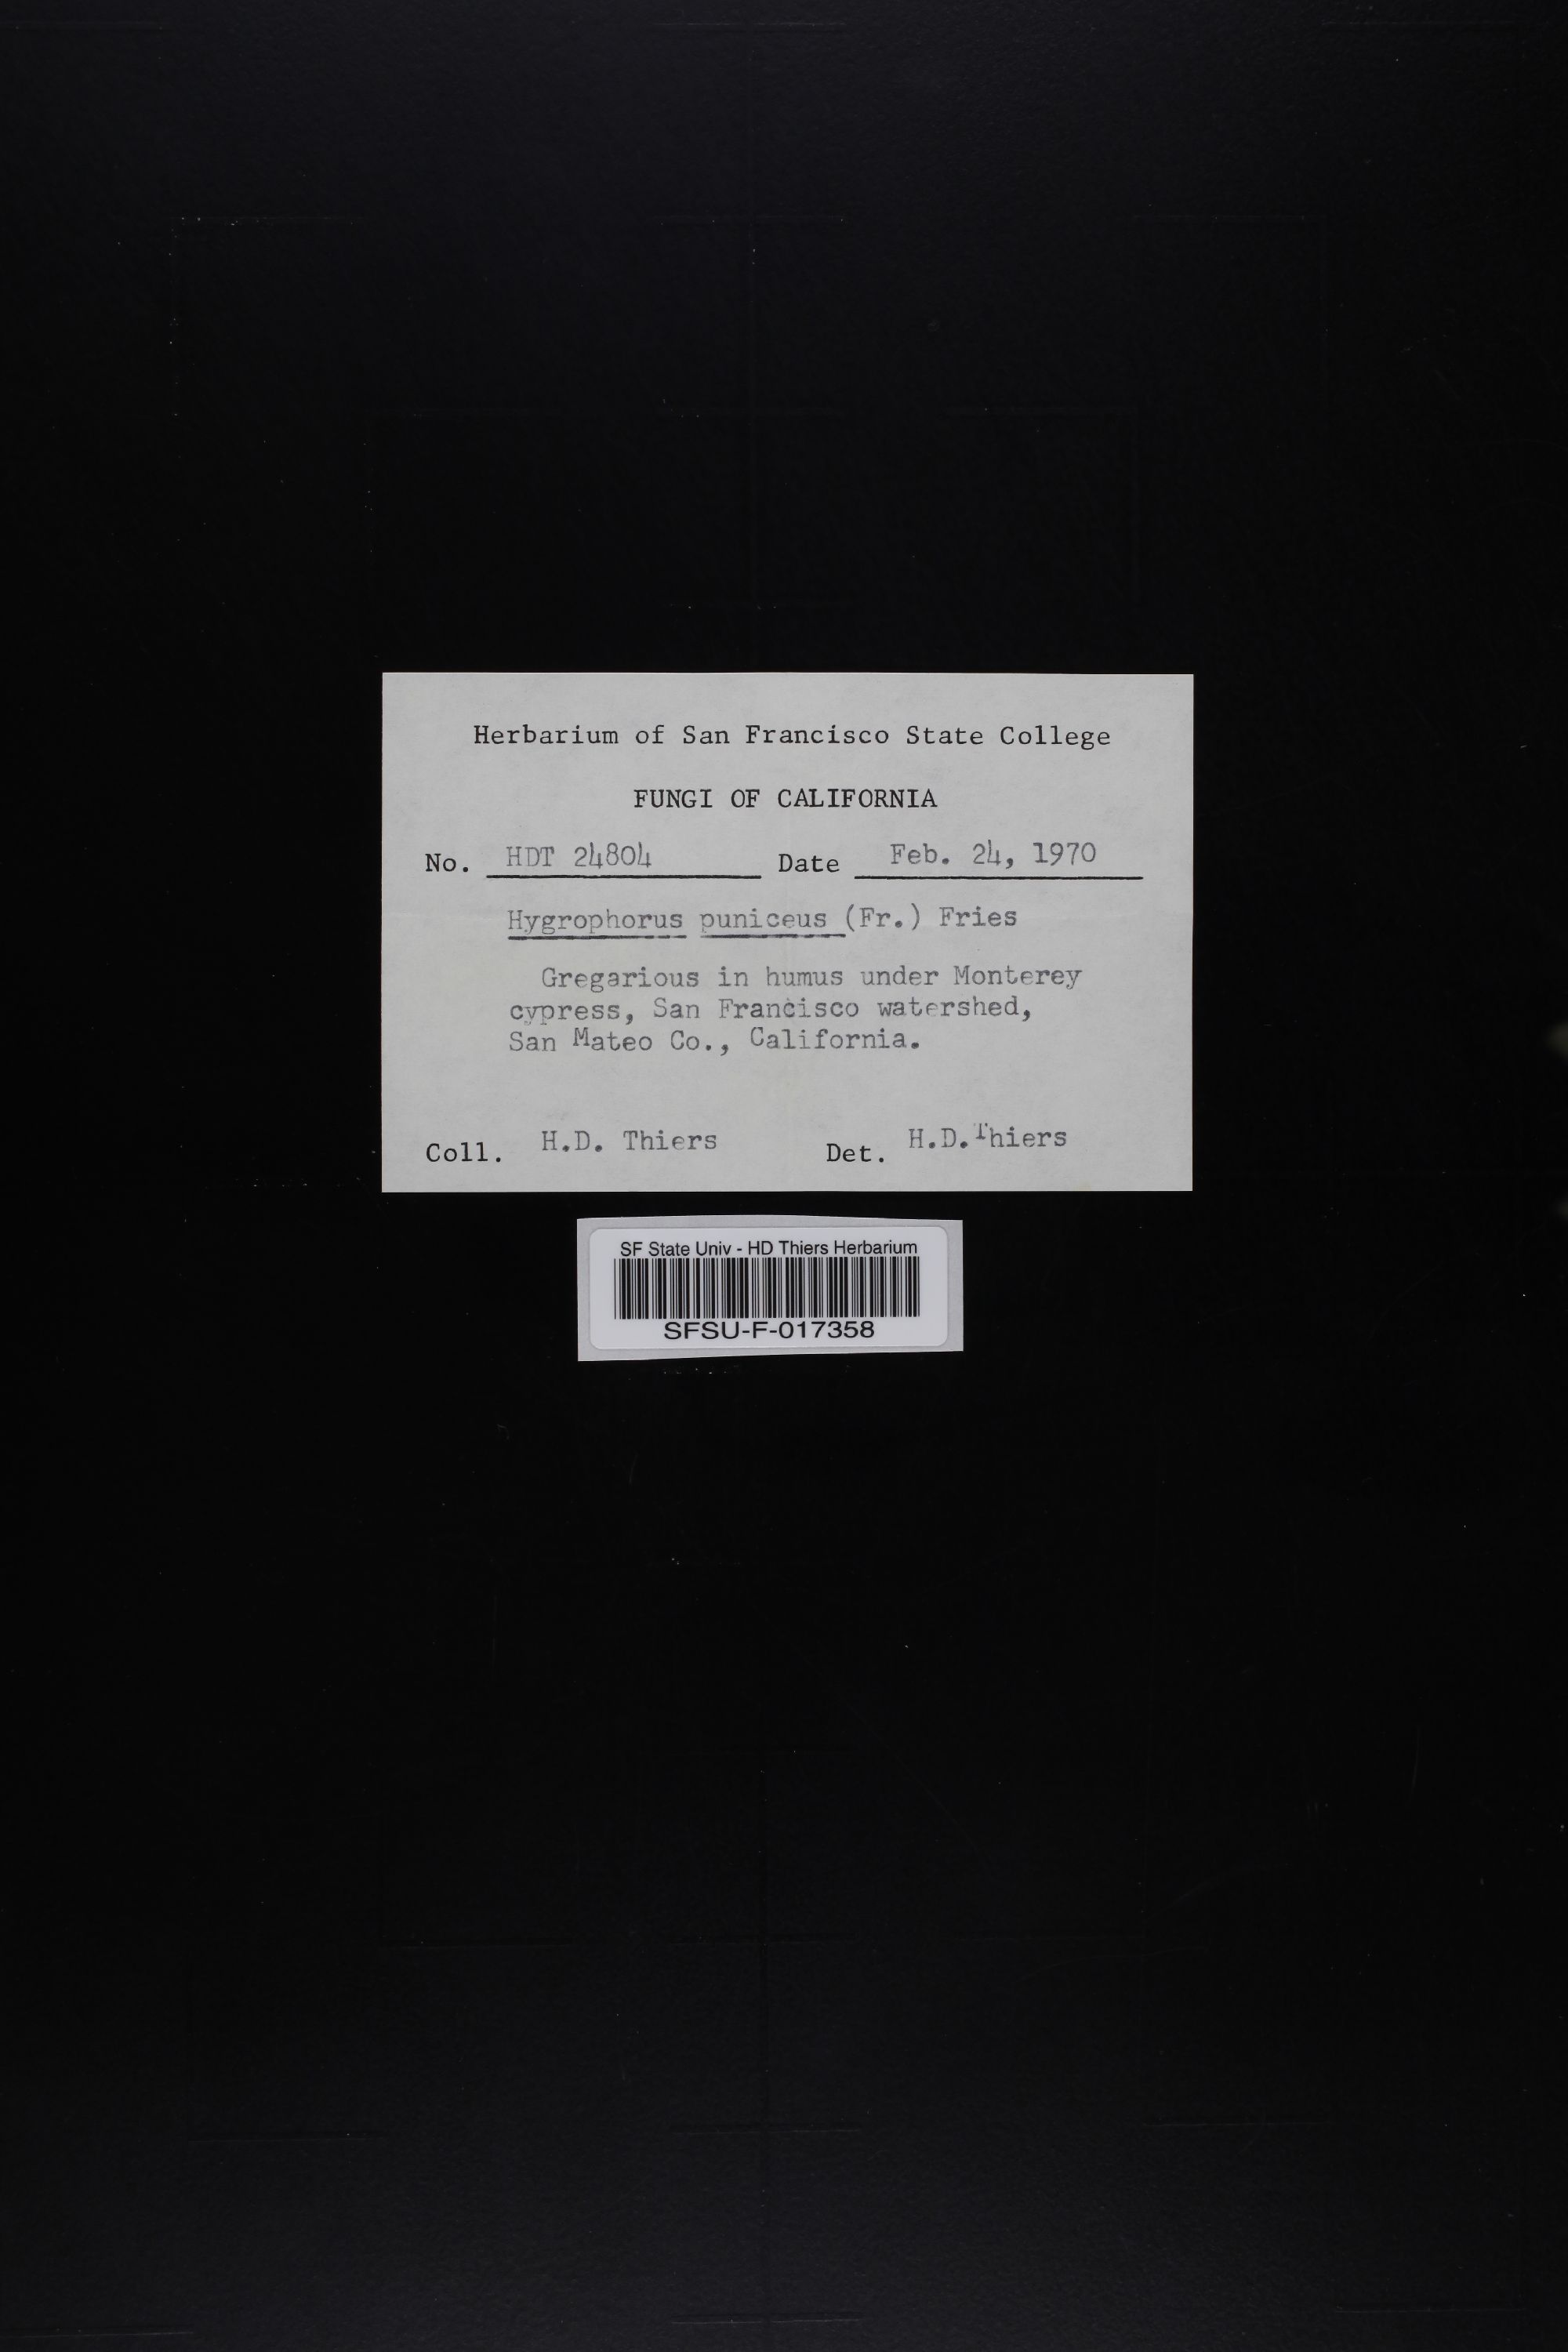 Herbarium of San Francisco State College
FUNGI OF CALIFORNIA
No. HDT 24804 Date Feb. 24, 1970
Hygrophorus puniceus (Fr.) Fries
Gregarious in humus under Monterey
cypress, San Francisco watershed,
San Mateo Co., California.
Coll. H.D. Thiers Det. H.D.Thiers
SF State Univ - HD Thiers Herbarium
SFSU-F-017358